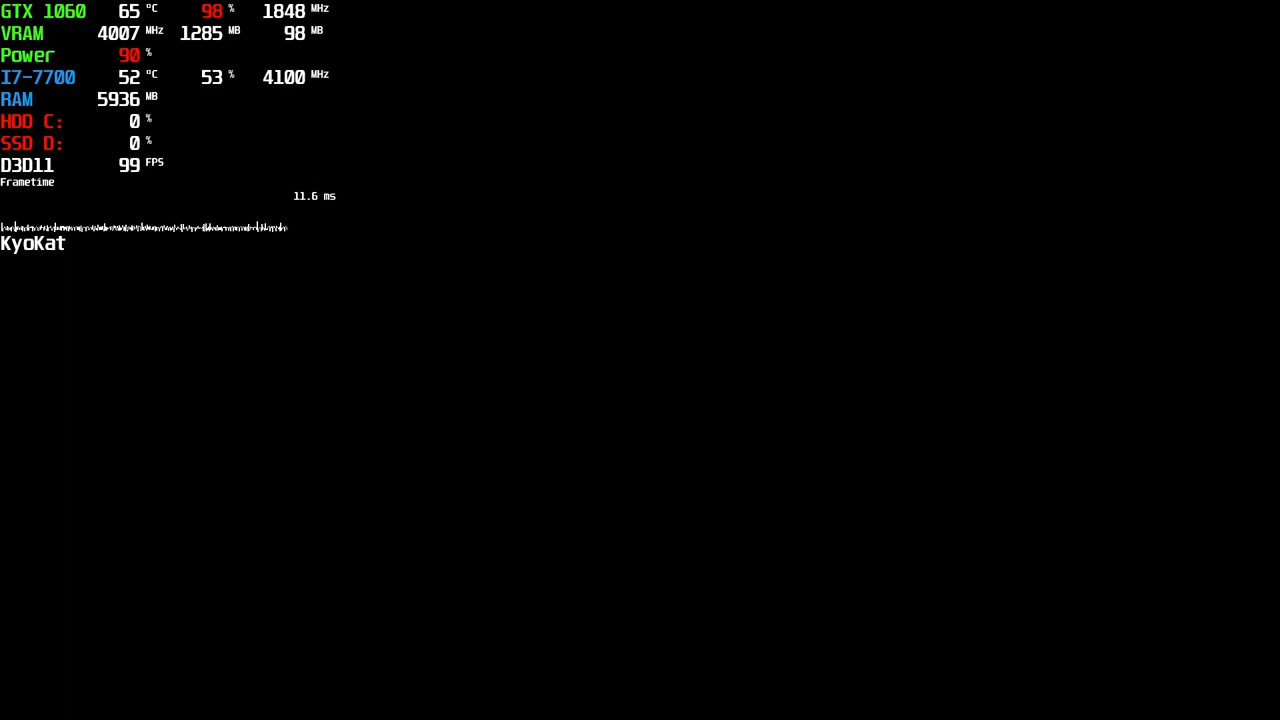 GTX 1060 65 °C 98 % 1848 MHz
VRAM 4007 MHz 1285 MB 98 MB
Power 90 %
I7-7700 52 °C 53 % 4100 MHz
RAM 5936 MB
HDD C: 0 %
SSD D: 0 %
D3D11 99 FPS
Frametime
11.6 ms
KyoKat